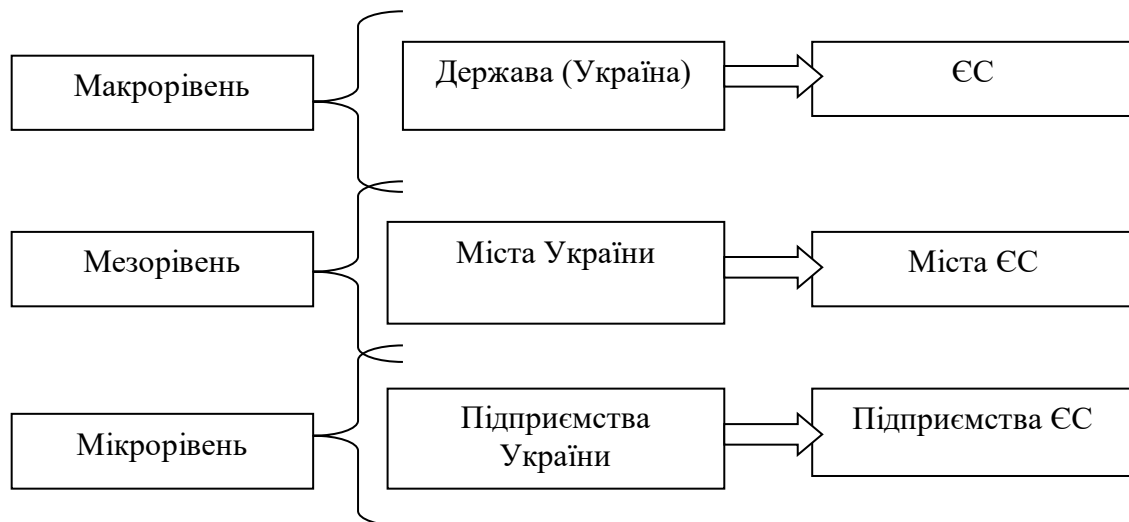 Макрорівень
Держава (Україна)
ЄС
Мезорівень
Міста України
Міста ЄС
Мікрорівень
Підприємства
України
Підприємства ЄС